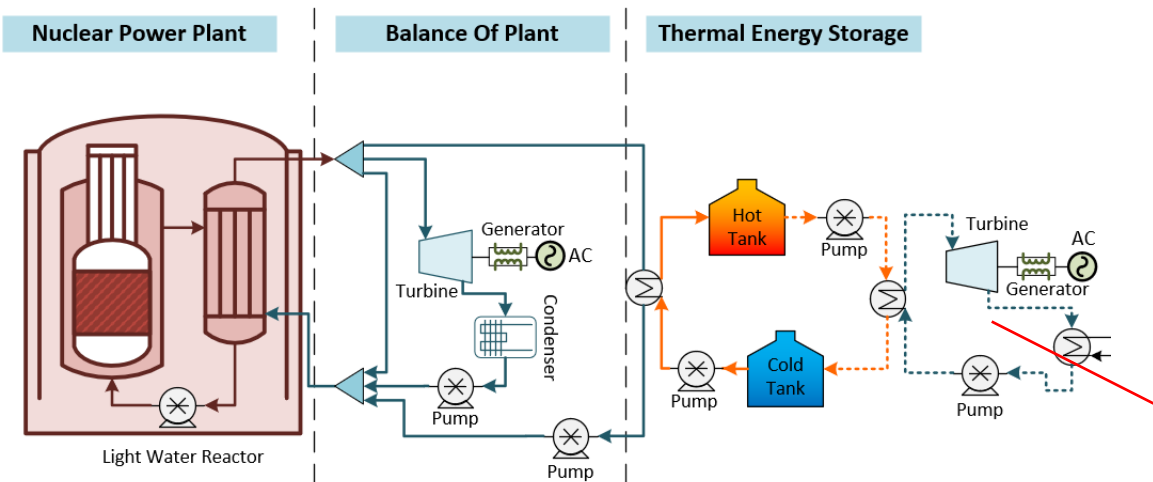 Nuclear Power Plant
Balance Of Plant
Thermal Energy Storage
Light Water Reactor
Generator
AC
Turbine
Condenser
Pump
Pump
Hot
Tank
Pump
Cold
Tank
Pump
Turbine
AC
Generator
Pump